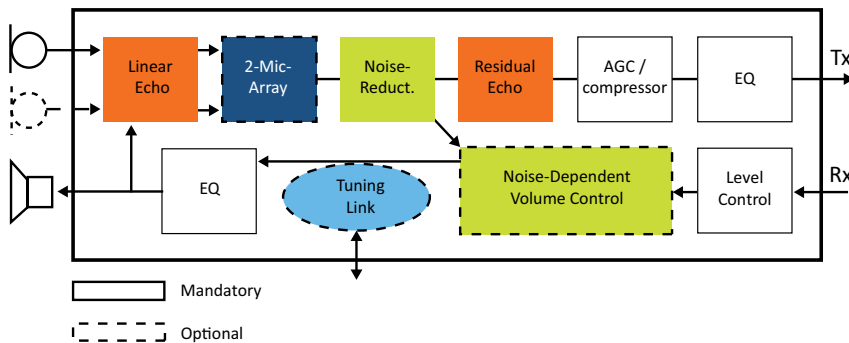 Linear
Echo
2-Mic-
Array
Noise-
Reduct.
Residual
Echo
AGC /
compressor
EQ
Tx
EQ
Tuning
Link
Noise-Dependent
Volume Control
Level
Control
Rx
Mandatory
Optional